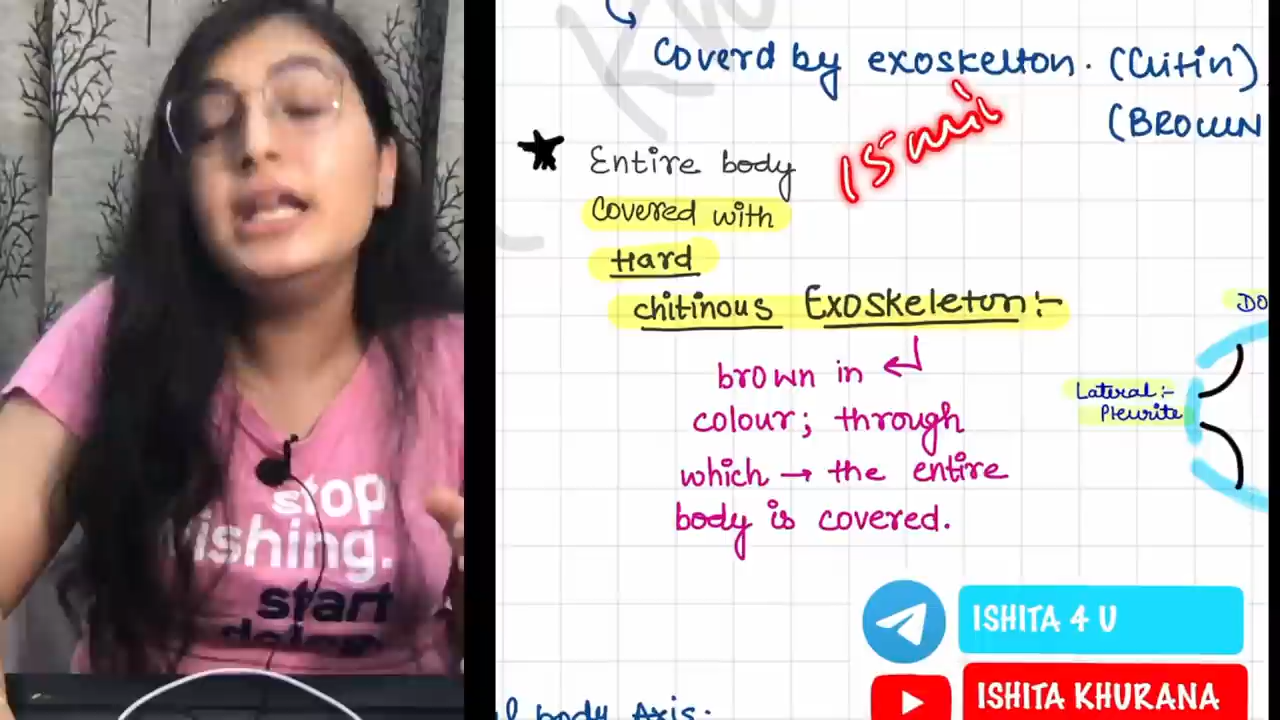 Coverd by exoskelton. (Cuitin)
(BROWN
15 min
★ Entire body
Covered with
Hard
chitinous Exoskeleton:-
brown in
colour; through
which → the entire
body is covered.
DO
Lateral:-
Pleurite
stop
ishing.
start
ISHITA 4 U
ISHITA KHURANA
body Axis.